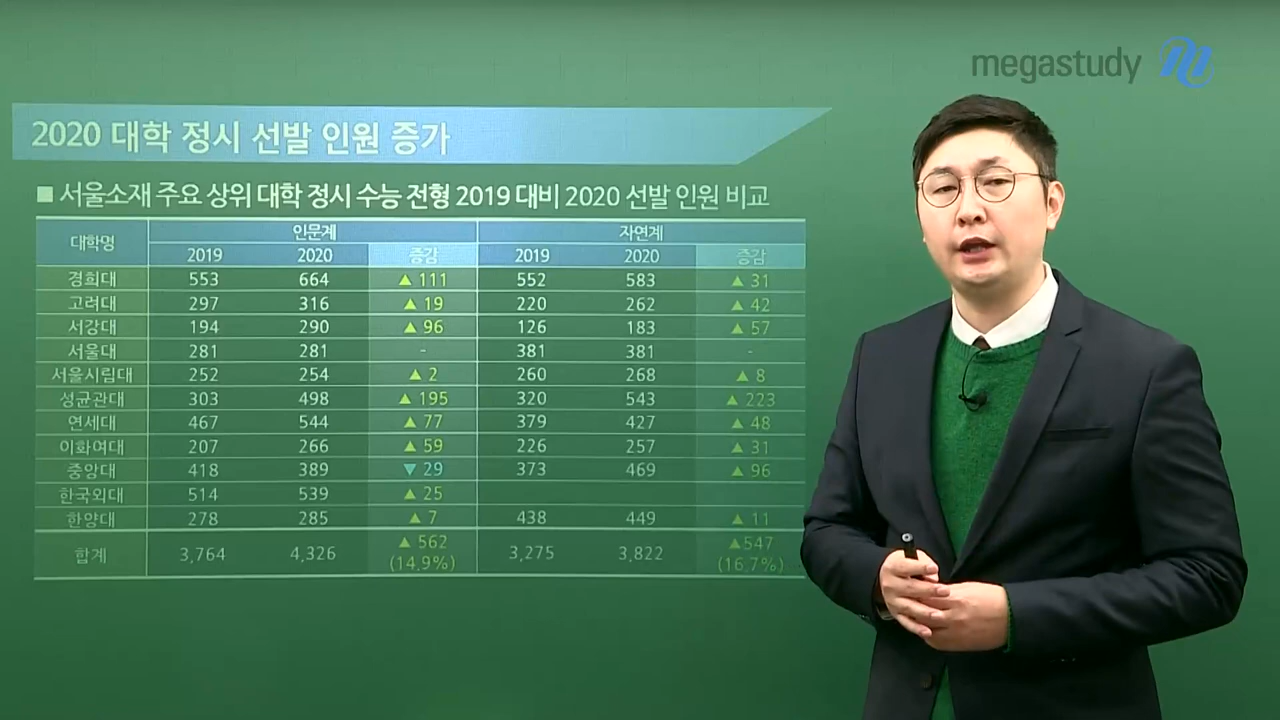 megastudy
2020 대학 정시 선발 인원 증가
■ 서울소재 주요 상위 대학 정시 수능 전형 2019 대비 2020 선발 인원 비교
대학명 인문계 자연계
2019 2020 증감 2019 2020 증감
경희대 553 664 ▲ 111 552 583 ▲ 31
고려대 297 316 ▲ 19 220 262 ▲ 42
서강대 194 290 ▲ 96 126 183 ▲ 57
서울대 281 281 - 381 381 -
서울시립대 252 254 ▲ 2 260 268 ▲ 8
성균관대 303 498 ▲ 195 320 543 ▲ 223
연세대 467 544 ▲ 77 379 427 ▲ 48
이화여대 207 266 ▲ 59 226 257 ▲ 31
중앙대 418 389 ▼ 29 373 469 ▲ 96
한국외대 514 539 ▲ 25
한양대 278 285 ▲ 7 438 449 ▲ 11
합계 3,764 4,326 ▲ 562 (14.9%) 3,275 3,822 ▲547 (16.7%)